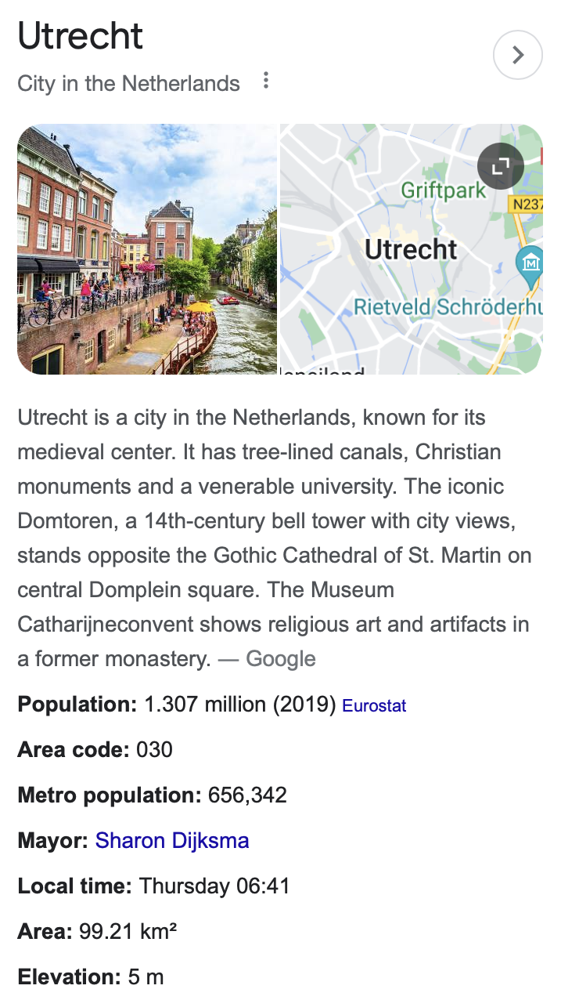 Utrecht
City in the Netherlands
Griftpark
N237
Utrecht
M
Rietveld Schröderhu
Utrecht is a city in the Netherlands, known for its
medieval center. It has tree-lined canals, Christian
monuments and a venerable university. The iconic
Domtoren, a 14th-century bell tower with city views,
stands opposite the Gothic Cathedral of St. Martin on
central Domplein square. The Museum
Catharijneconvent shows religious art and artifacts in
a former monastery. — Google
Population: 1.307 million (2019) Eurostat
Area code: 030
Metro population: 656,342
Mayor: Sharon Dijksma
Local time: Thursday 06:41
Area: 99.21 km²
Elevation: 5 m